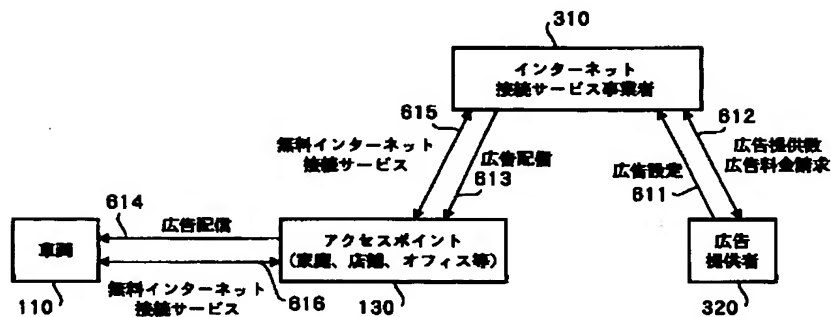 310
インターネット
接続サービス事業者
615
612
無料インターネット
接続サービス
広告配信
613
広告設定
611
広告提供数
広告料金請求
614
広告配信
車両
アクセスポイント
(家庭、店舗、オフィス等)
広告
提供者
110
無料インターネット
接続サービス
616
130
320